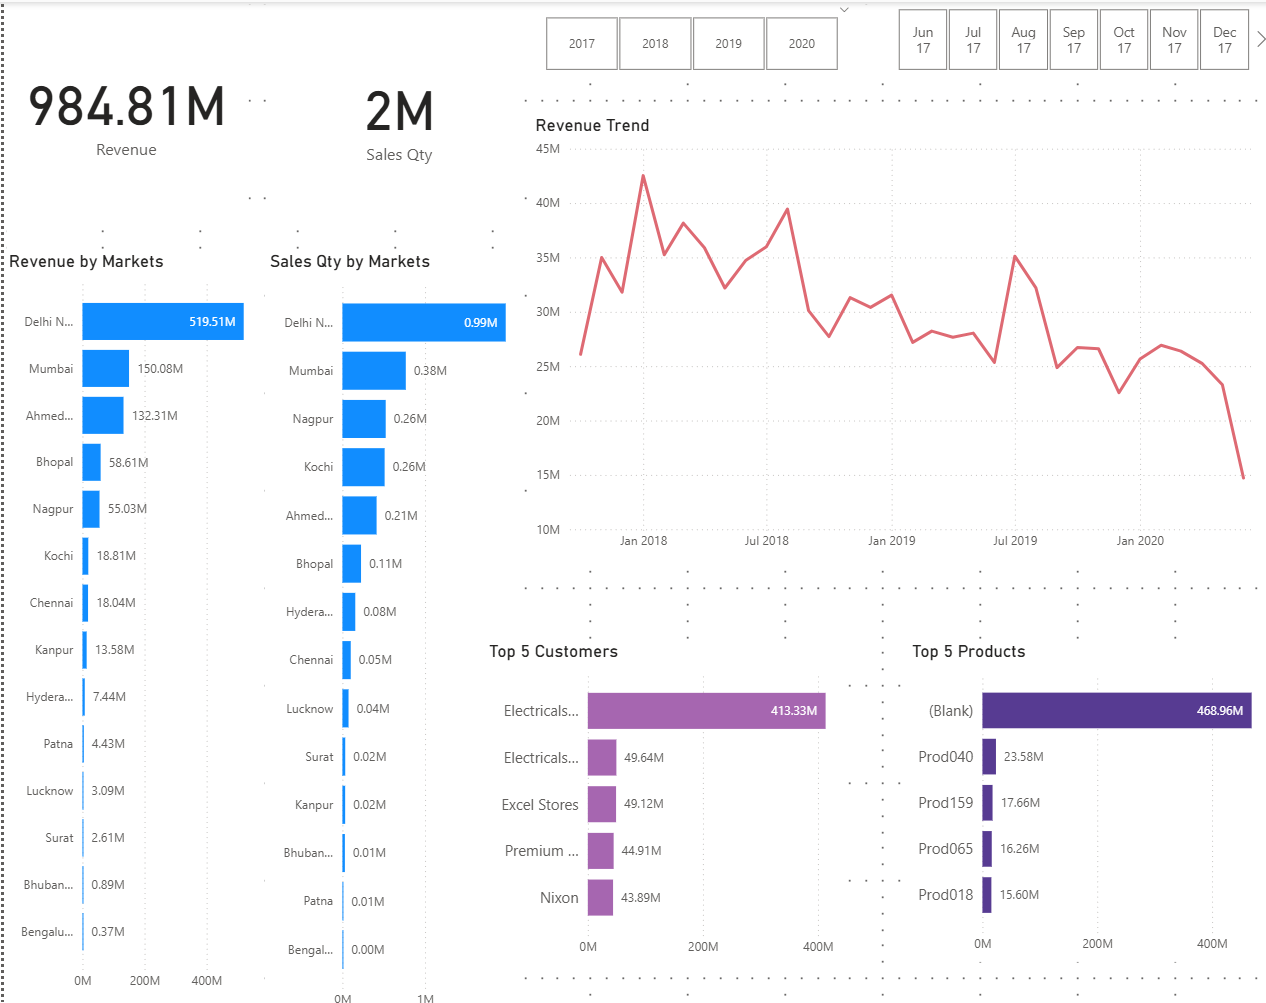 2017
2018
2019
2020
Jun
17
Jul
17
Aug
17
Sep
17
Oct
17
Nov
17
Dec
17
984.81M
Revenue
2M
Sales Qty
Revenue Trend
45M
40M
35M
30M
25M
20M
15M
10M
Jan 2018
Jul 2018
Jan 2019
Jul 2019
Jan 2020
Revenue by Markets
Delhi N... 519.51M
Mumbai 150.08M
Ahmed... 132.31M
Bhopal 58.61M
Nagpur 55.03M
Kochi 18.81M
Chennai 18.04M
Kanpur 13.58M
Hydera... 7.44M
Patna 4.43M
Lucknow 3.09M
Surat 2.61M
Bhuban... 0.89M
Bengalu... 0.37M
0M 200M 400M
Sales Qty by Markets
Delhi N... 0.99M
Mumbai 0.38M
Nagpur 0.26M
Kochi 0.26M
Ahmed... 0.21M
Bhopal 0.11M
Hydera... 0.08M
Chennai 0.05M
Lucknow 0.04M
Surat 0.02M
Kanpur 0.02M
Bhuban... 0.01M
Patna 0.01M
Bengal... 0.00M
0M 1M
Top 5 Customers
Electricals... 413.33M
Electricals... 49.64M
Excel Stores 49.12M
Premium ... 44.91M
Nixon 43.89M
0M 200M 400M
Top 5 Products
(Blank) 468.96M
Prod040 23.58M
Prod159 17.66M
Prod065 16.26M
Prod018 15.60M
0M 200M 400M